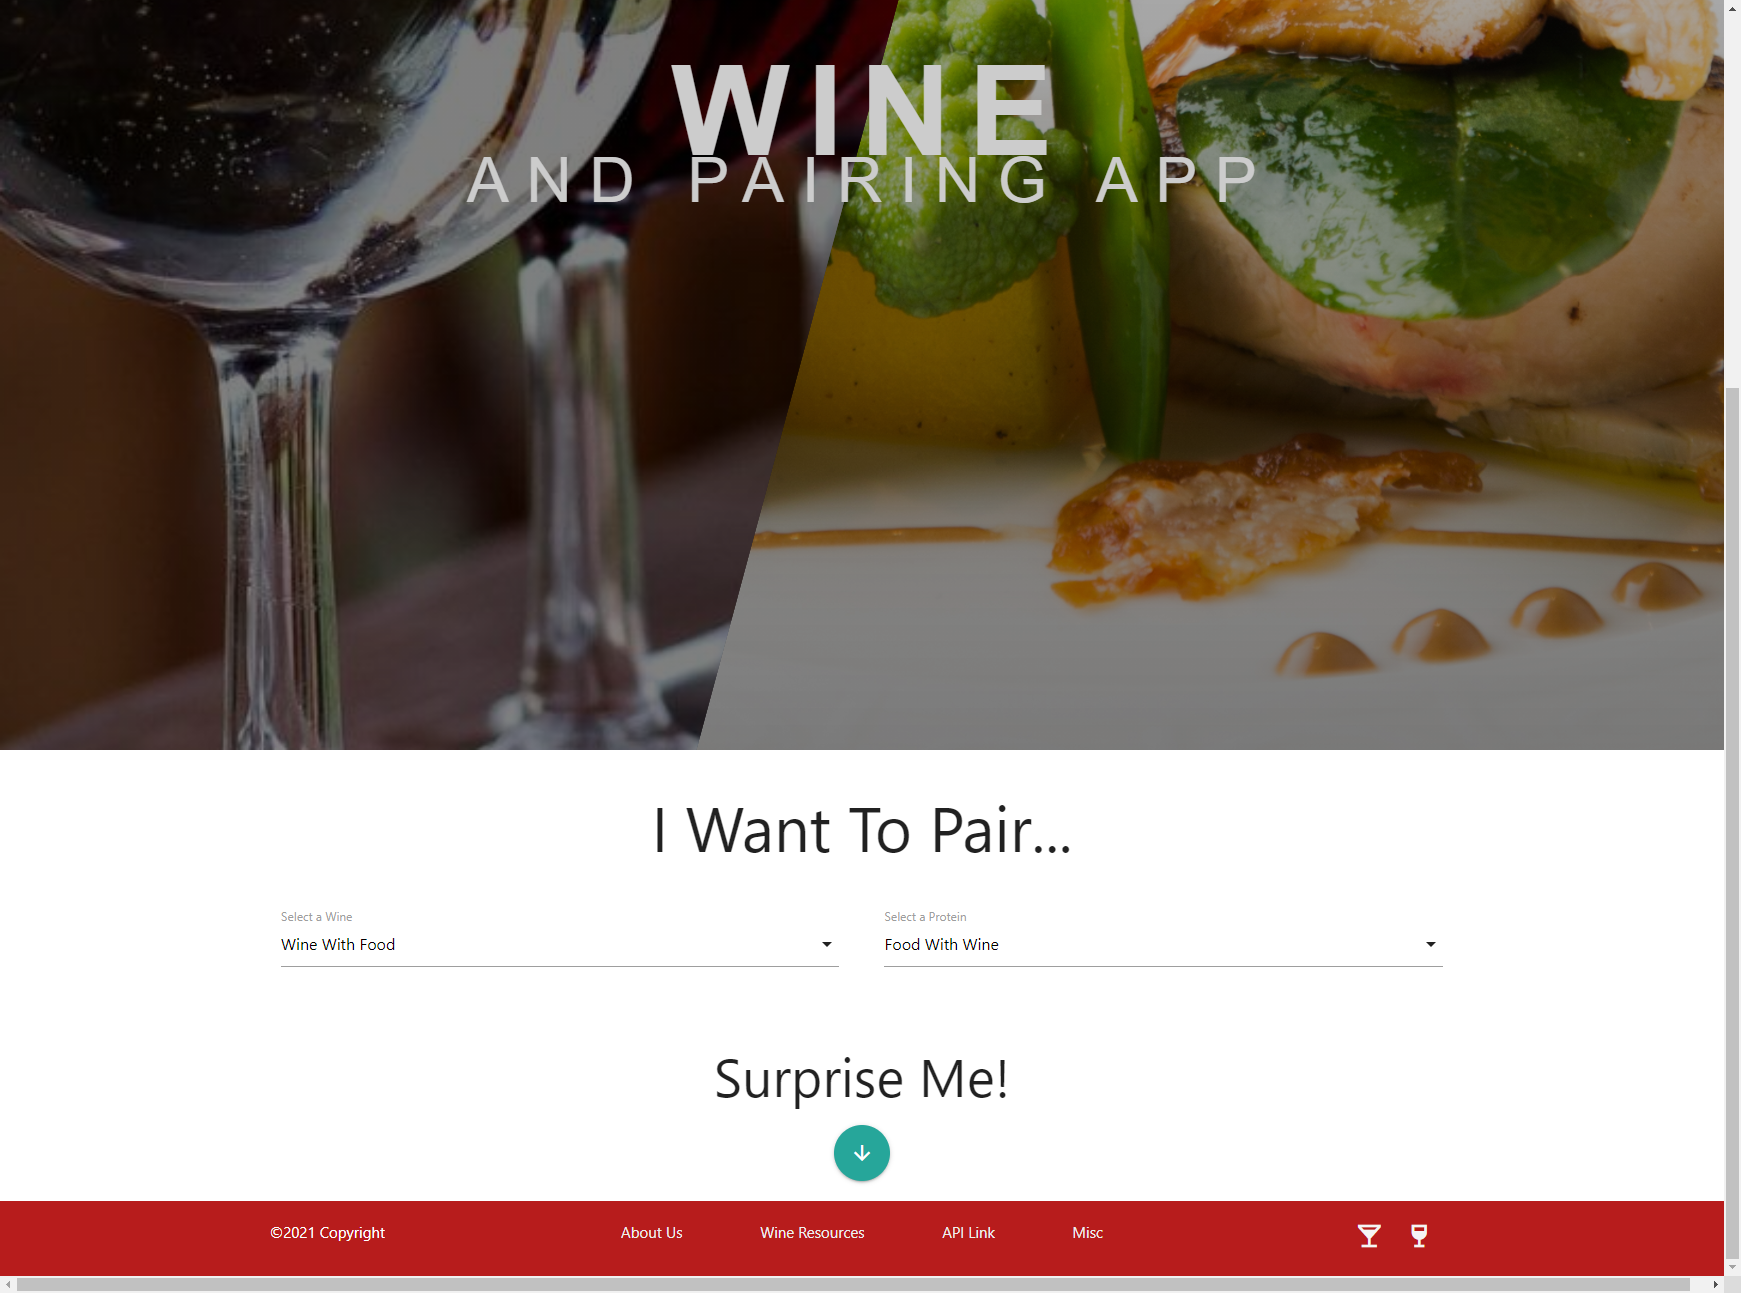 WINE
AND PAIRING APP
I Want To Pair...
Select a Wine
Wine With Food
Select a Protein
Food With Wine
Surprise Me!
©2021 Copyright
About Us
Wine Resources
API Link
Misc